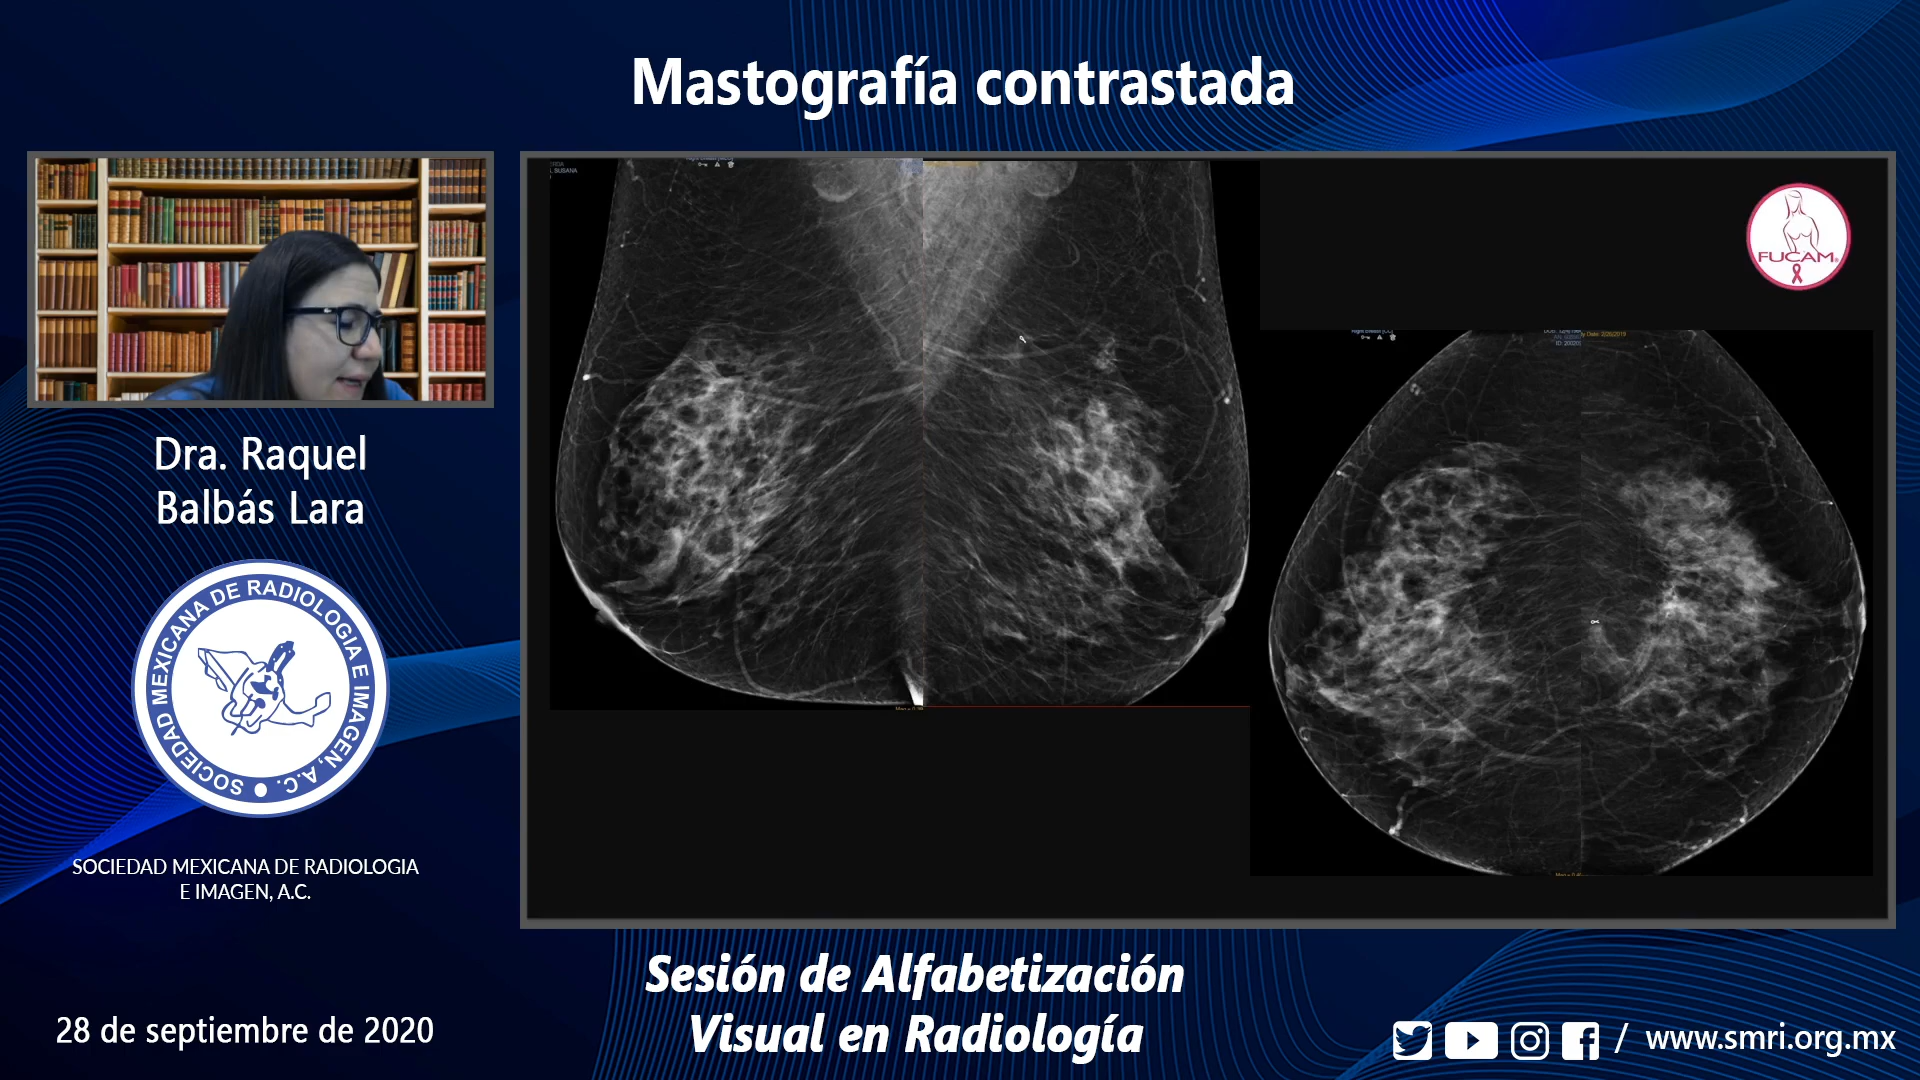 Mastografía contrastada
Dra. Raquel
Balbás Lara
SOCIEDAD MEXICANA DE RADIOLOGIA E IMAGEN, A.C.
SOCIEDAD MEXICANA DE RADIOLOGIA
E IMAGEN, A.C.
28 de septiembre de 2020
SUSANA
FUCAM
Sesión de Alfabetización
Visual en Radiología
/ www.smri.org.mx